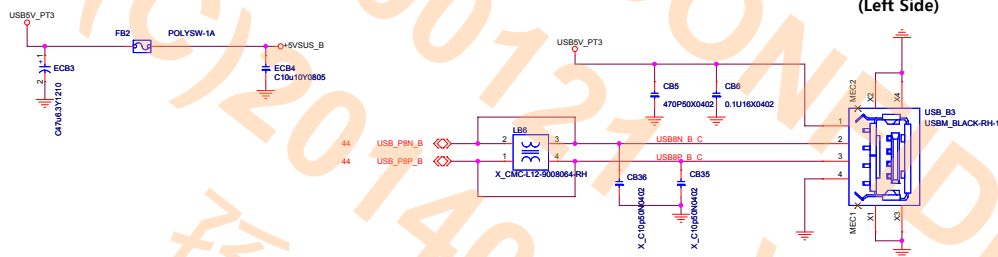 (Left Side)
USB5V_PT3
FB2
POLYSW-1A
+5VSUS_B
1
2
ECB3
C47u6.3Y1210
ECB4
C10u10Y0805
USB5V_PT3
CB5
470P50X0402
CB6
0.1U16X0402
MEC2
X2
X4
USB_B3
USBM_BLACK-RH-1
1
2
3
4
44
USB_P8N_B
44
USB_P8P_B
LB6
2
3
1
4
X_CMC-L12-9008064-RH
USB8N_B_C
USB8P_B_C
CB36
X_C10p50N0402
CB35
X_C10p50N0402
MEC1
X1
X3